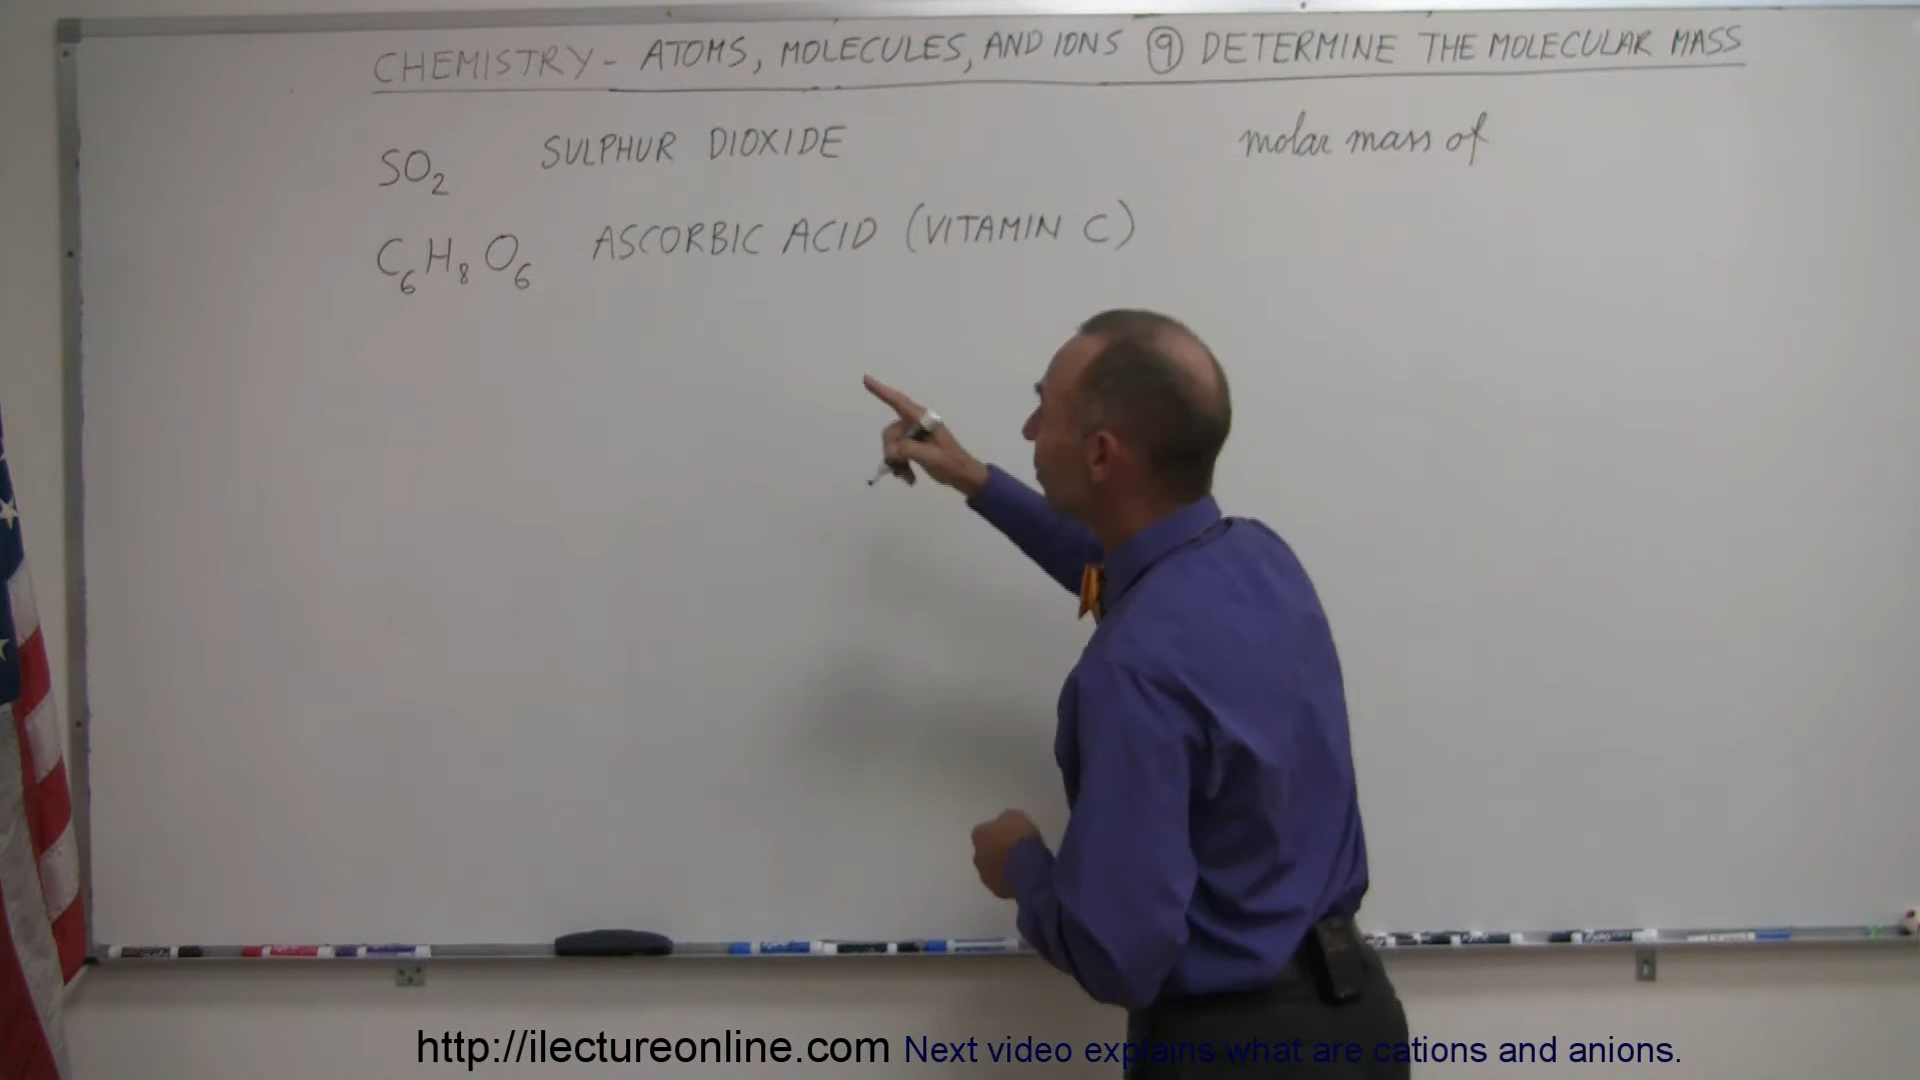 CHEMISTRY - ATOMS, MOLECULES, AND IONS ⑨ DETERMINE THE MOLECULAR MASS
SO₂ SULPHUR DIOXIDE
molar mass of
C₆H₈O₆ ASCORBIC ACID (VITAMIN C)
http://ilectureonline.com Next video explains what are cations and anions.